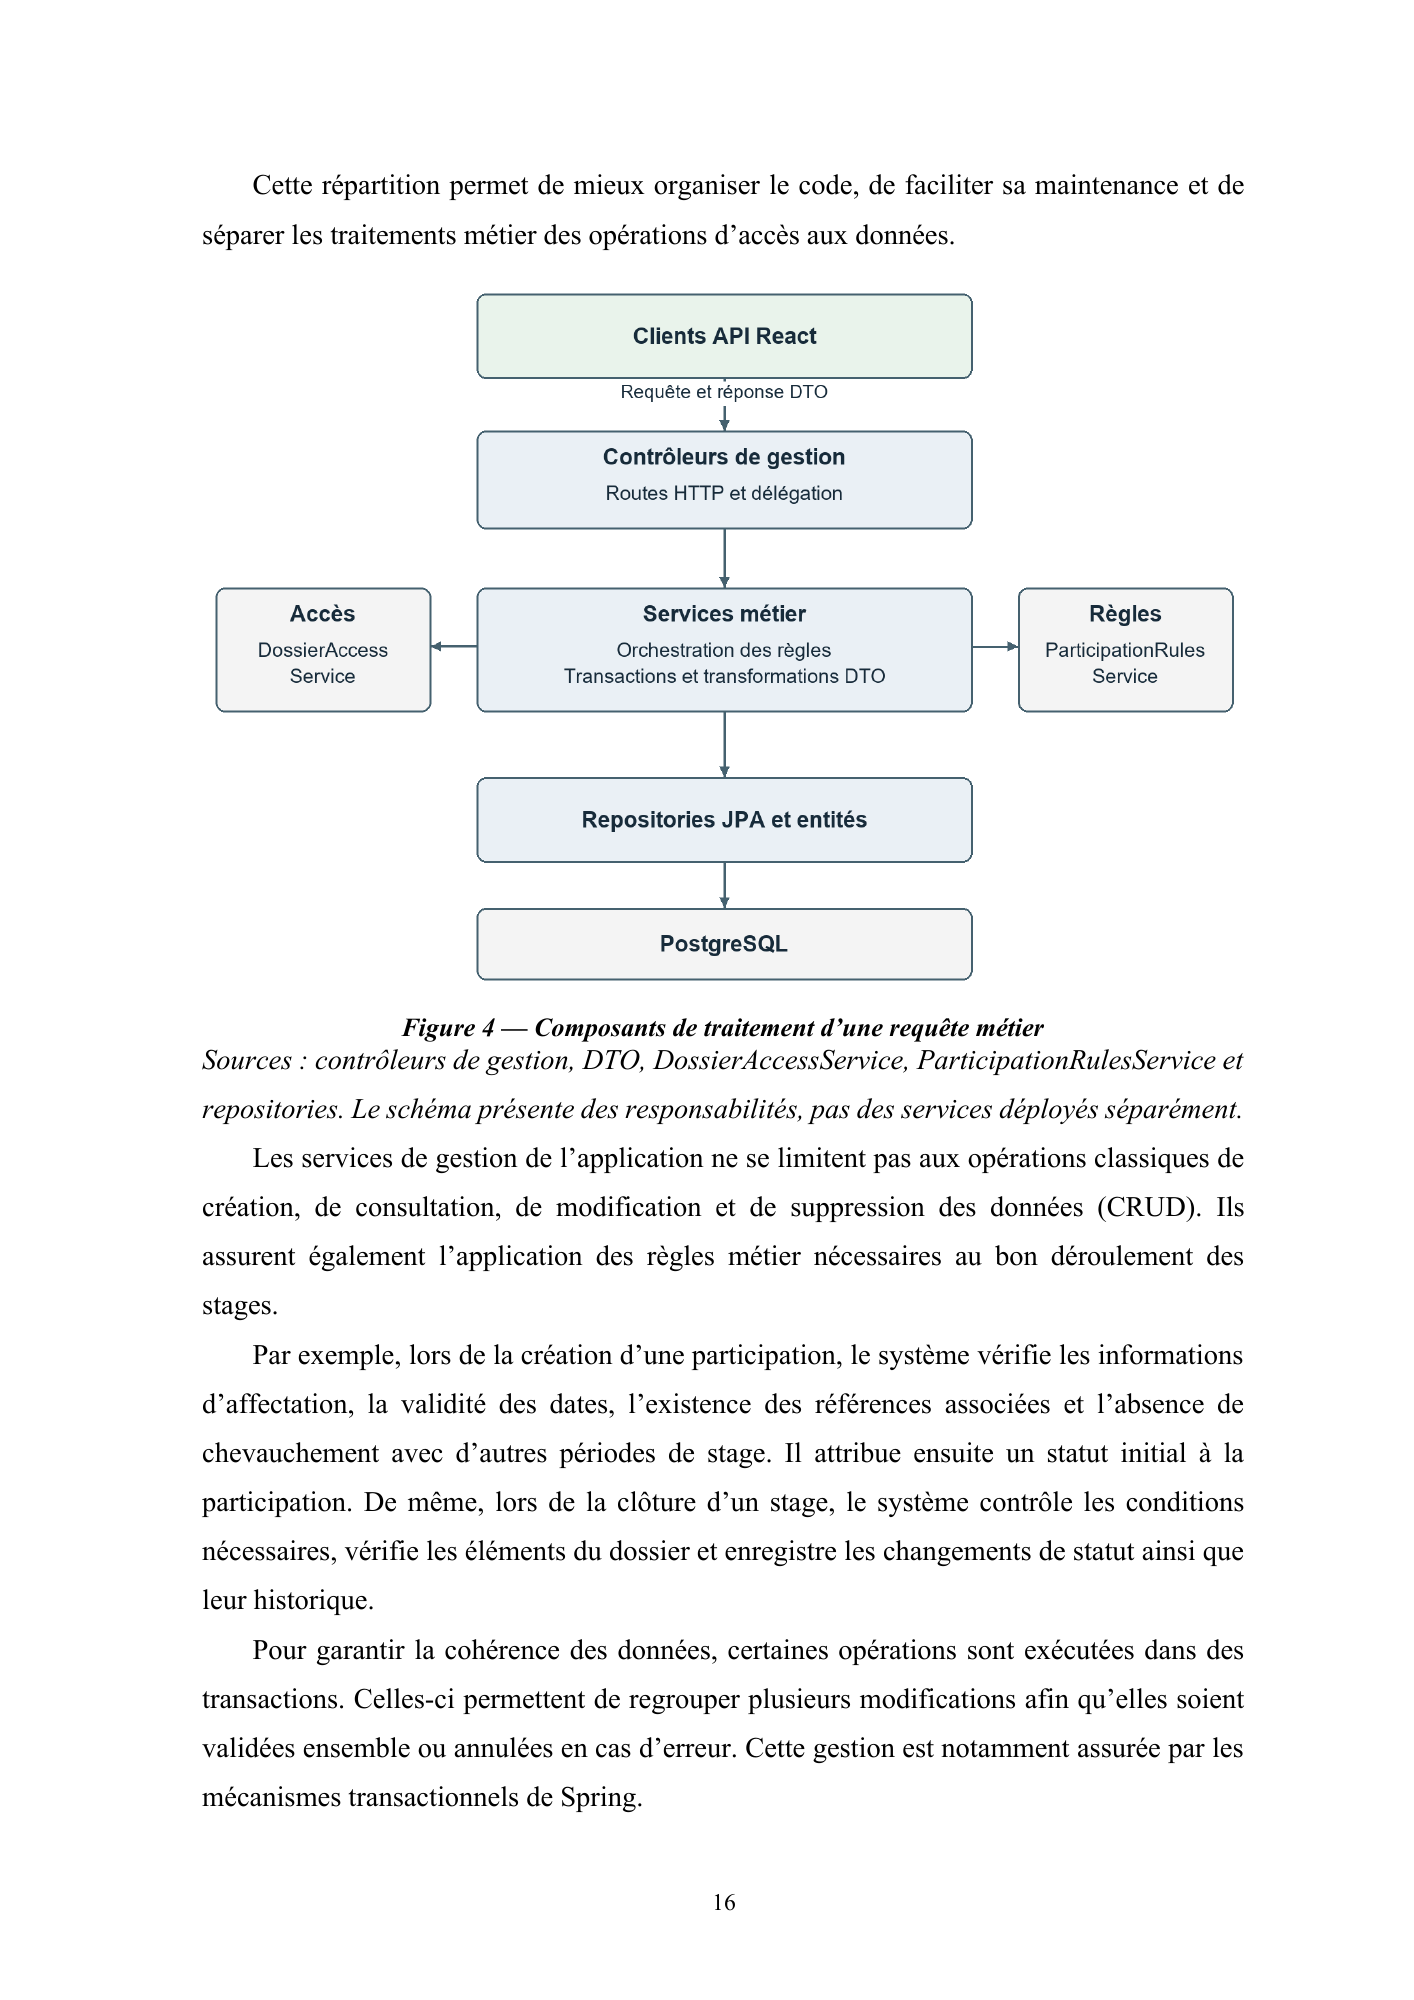 Cette répartition permet de mieux organiser le code, de faciliter sa maintenance et de
séparer les traitements métier des opérations d’accès aux données.
Clients API React
Requête et réponse DTO
Contrôleurs de gestion
Routes HTTP et délégation
Accès
DossierAccess
Service
Services métier
Orchestration des règles
Transactions et transformations DTO
Règles
ParticipationRules
Service
Repositories JPA et entités
PostgreSQL
Figure 4 — Composants de traitement d’une requête métier
Sources : contrôleurs de gestion, DTO, DossierAccessService, ParticipationRulesService et
repositories. Le schéma présente des responsabilités, pas des services déployés séparément.
Les services de gestion de l’application ne se limitent pas aux opérations classiques de
création, de consultation, de modification et de suppression des données (CRUD). Ils
assurent également l’application des règles métier nécessaires au bon déroulement des
stages.
Par exemple, lors de la création d’une participation, le système vérifie les informations
d’affectation, la validité des dates, l’existence des références associées et l’absence de
chevauchement avec d’autres périodes de stage. Il attribue ensuite un statut initial à la
participation. De même, lors de la clôture d’un stage, le système contrôle les conditions
nécessaires, vérifie les éléments du dossier et enregistre les changements de statut ainsi que
leur historique.
Pour garantir la cohérence des données, certaines opérations sont exécutées dans des
transactions. Celles-ci permettent de regrouper plusieurs modifications afin qu’elles soient
validées ensemble ou annulées en cas d’erreur. Cette gestion est notamment assurée par les
mécanismes transactionnels de Spring.
16